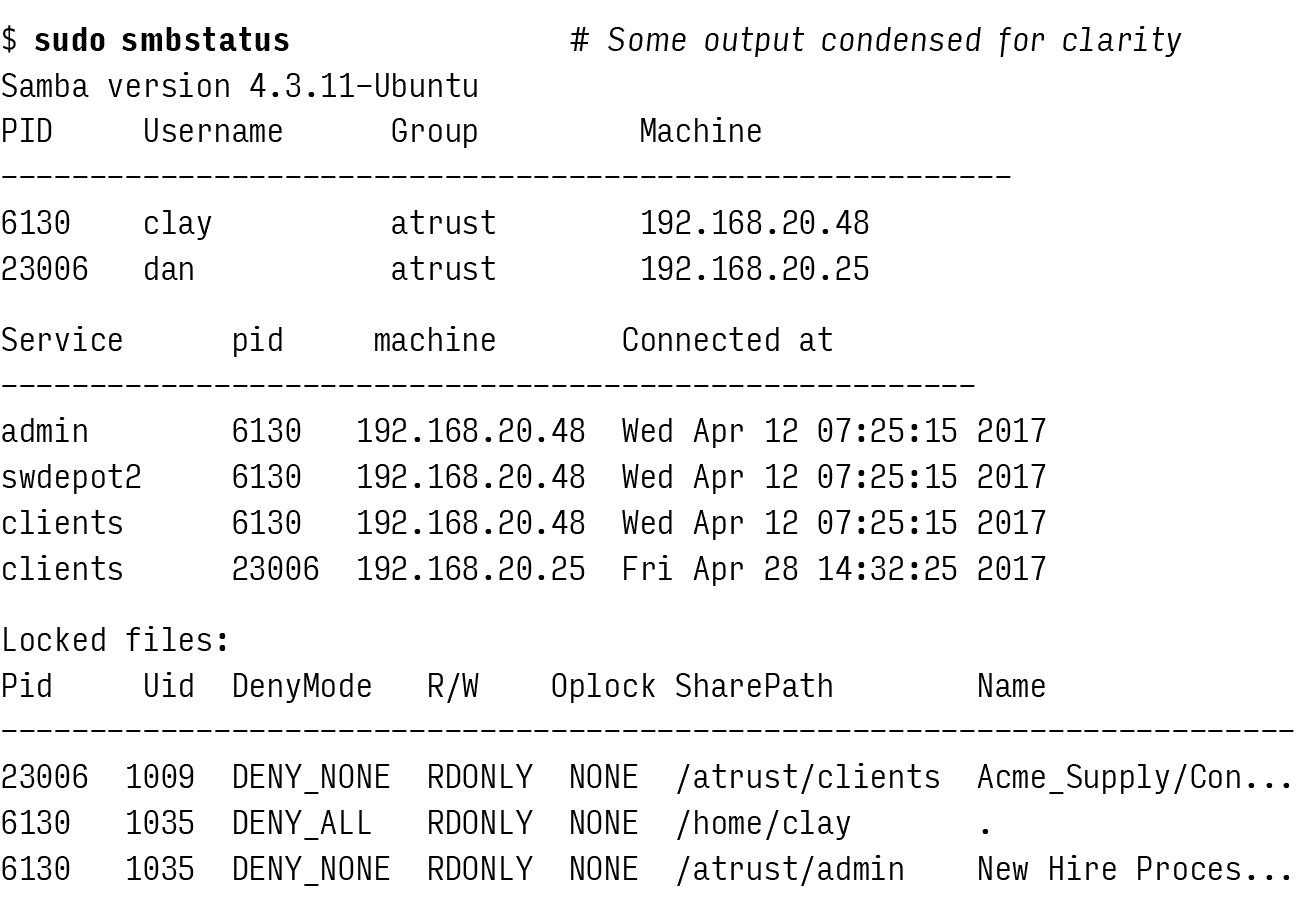 $ sudo smbstatus                # Some output condensed for clarity
Samba version 4.3.11-Ubuntu
PID     Username      Group         Machine
---------------------------------------------------------
6130    clay          atrust        192.168.20.48
23006   dan           atrust        192.168.20.25
Service      pid     machine       Connected at
-------------------------------------------------------
admin        6130   192.168.20.48  Wed Apr 12 07:25:15 2017
swdepot2     6130   192.168.20.48  Wed Apr 12 07:25:15 2017
clients      6130   192.168.20.48  Wed Apr 12 07:25:15 2017
clients      23006  192.168.20.25  Fri Apr 28 14:32:25 2017
Locked files:
Pid     Uid  DenyMode   R/W    Oplock SharePath        Name
-------------------------------------------------------------------------
23006  1009  DENY_NONE  RDONLY  NONE  /atrust/clients  Acme_Supply/Con...
6130   1035  DENY_ALL   RDONLY  NONE  /home/clay       .
6130   1035  DENY_NONE  RDONLY  NONE  /atrust/admin    New Hire Proces...